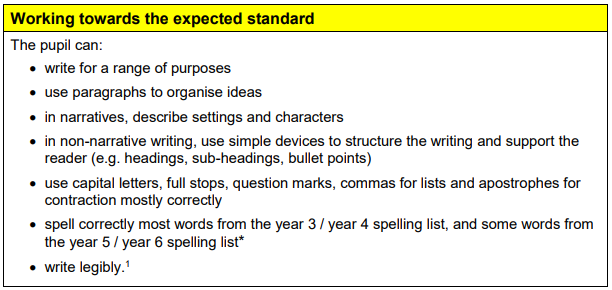 Working towards the expected standard
The pupil can:
• write for a range of purposes
• use paragraphs to organise ideas
• in narratives, describe settings and characters
• in non-narrative writing, use simple devices to structure the writing and support the
reader (e.g. headings, sub-headings, bullet points)
• use capital letters, full stops, question marks, commas for lists and apostrophes for
contraction mostly correctly
• spell correctly most words from the year 3 / year 4 spelling list, and some words from
the year 5 / year 6 spelling list*
• write legibly.1